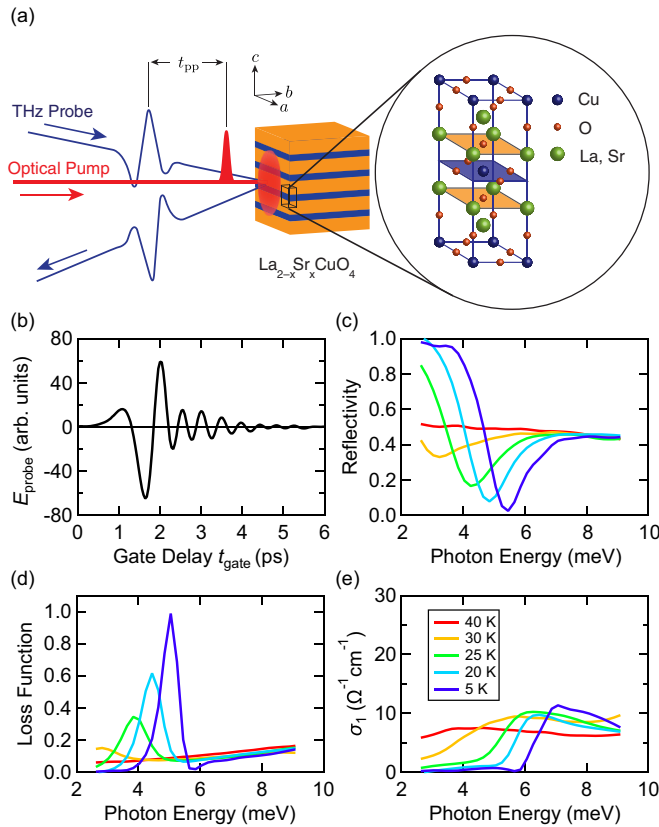 (a)
t_pp
c
b
a
THz Probe
Optical Pump
La_{2−x}Sr_xCuO_4
Cu
O
La, Sr
(b)
80
40
0
-40
-80
E_probe (arb. units)
0 1 2 3 4 5 6
Gate Delay t_gate (ps)
(c)
1.0
0.8
0.6
0.4
0.2
0.0
Reflectivity
2 4 6 8 10
Photon Energy (meV)
(d)
1.0
0.8
0.6
0.4
0.2
0.0
Loss Function
2 4 6 8 10
Photon Energy (meV)
(e)
30
20
10
0
σ_1 (Ω^{-1} cm^{-1})
40 K
30 K
25 K
20 K
5 K
2 4 6 8 10
Photon Energy (meV)